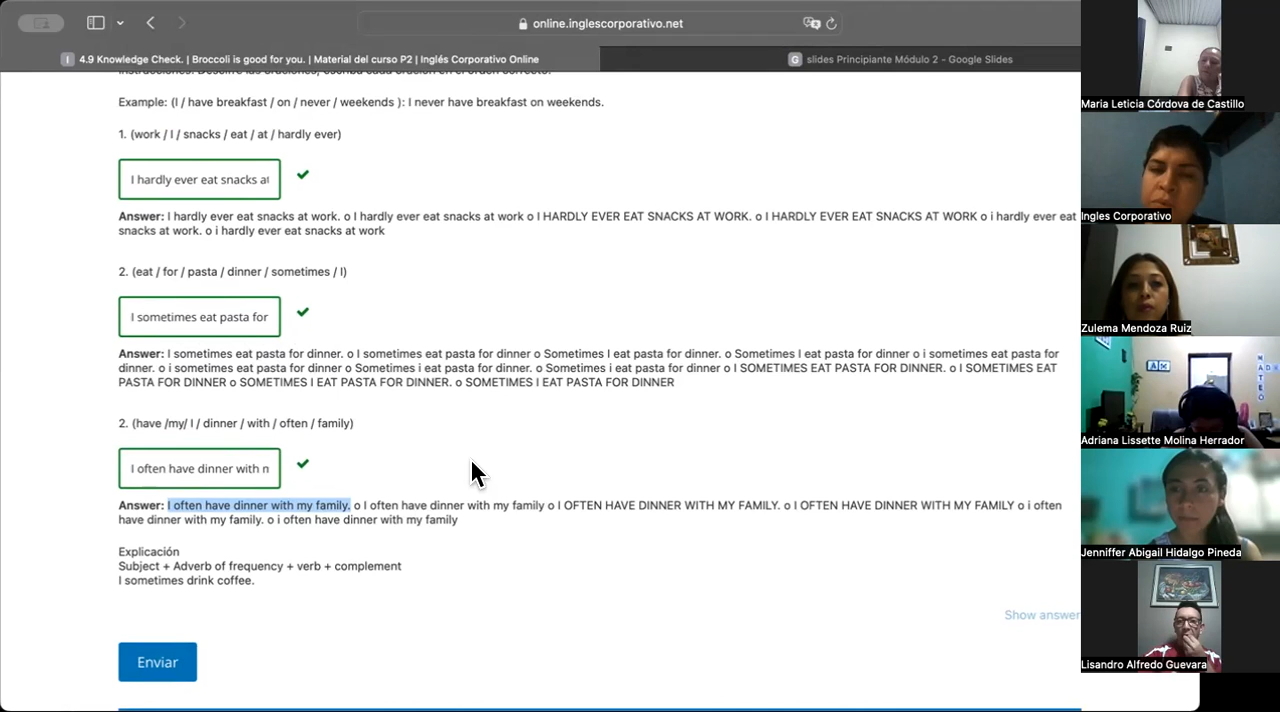 online.inglescorporativo.net
4.9 Knowledge Check. | Broccoli is good for you. | Material del curso P2 | Inglés Corporativo Online
slides Principiante Módulo 2 - Google Slides
Example: (I / have breakfast / on / never / weekends ): I never have breakfast on weekends.
1. (work / I / snacks / eat / at / hardly ever)
I hardly ever eat snacks at
Answer: I hardly ever eat snacks at work. o I hardly ever eat snacks at work o I HARDLY EVER EAT SNACKS AT WORK. o I HARDLY EVER EAT SNACKS AT WORK o i hardly ever eat
snacks at work. o i hardly ever eat snacks at work
2. (eat / for / pasta / dinner / sometimes / I)
I sometimes eat pasta for
Answer: I sometimes eat pasta for dinner. o I sometimes eat pasta for dinner o Sometimes I eat pasta for dinner. o Sometimes I eat pasta for dinner o i sometimes eat pasta for
dinner. o i sometimes eat pasta for dinner o Sometimes i eat pasta for dinner. o Sometimes i eat pasta for dinner o I SOMETIMES EAT PASTA FOR DINNER. o I SOMETIMES EAT
PASTA FOR DINNER o SOMETIMES I EAT PASTA FOR DINNER. o SOMETIMES I EAT PASTA FOR DINNER
2. (have /my/ I / dinner / with / often / family)
I often have dinner with
Answer: I often have dinner with my family. o I often have dinner with my family o I OFTEN HAVE DINNER WITH MY FAMILY. o I OFTEN HAVE DINNER WITH MY FAMILY o i often
have dinner with my family. o i often have dinner with my family
Explicación
Subject + Adverb of frequency + verb + complement
I sometimes drink coffee.
Show answer
Enviar
Maria Leticia Córdova de Castillo
Ingles Corporativo
Zulema Mendoza Ruiz
Adriana Lissette Molina Herrador
Jenniffer Abigail Hidalgo Pineda
Lisandro Alfredo Guevara